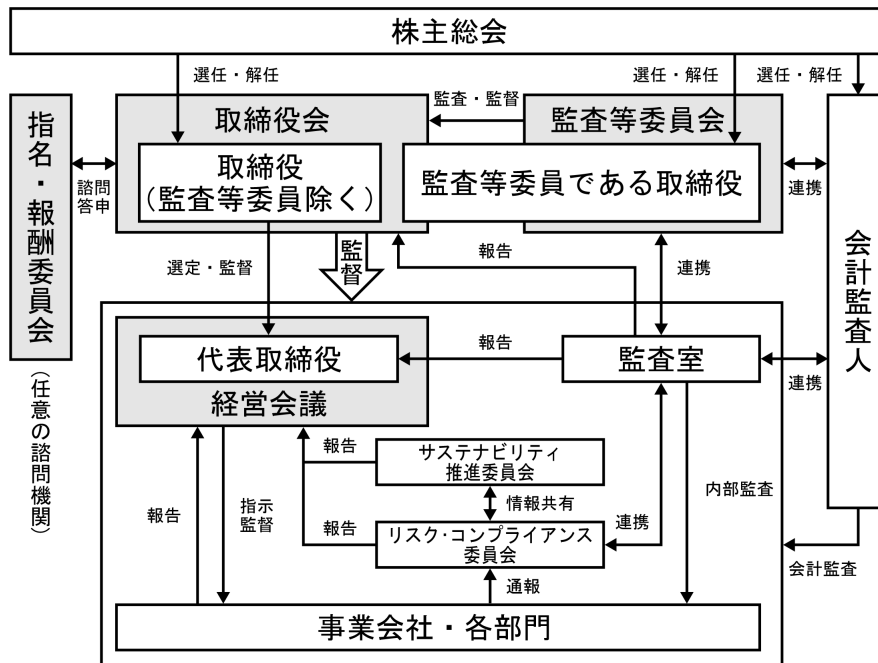 株主総会
選任・解任
選任・解任
選任・解任
指名・報酬委員会
(任意の諮問機関)
諮問
答申
取締役会
取締役
(監査等委員除く)
監査・監督
監査等委員会
監査等委員である取締役
連携
会計監査人
選定・監督
監督
報告
連携
代表取締役
経営会議
報告
監査室
連携
報告
サステナビリティ
推進委員会
情報共有
報告
リスク・コンプライアンス
委員会
連携
内部監査
報告
指示
監督
通報
会計監査
事業会社・各部門